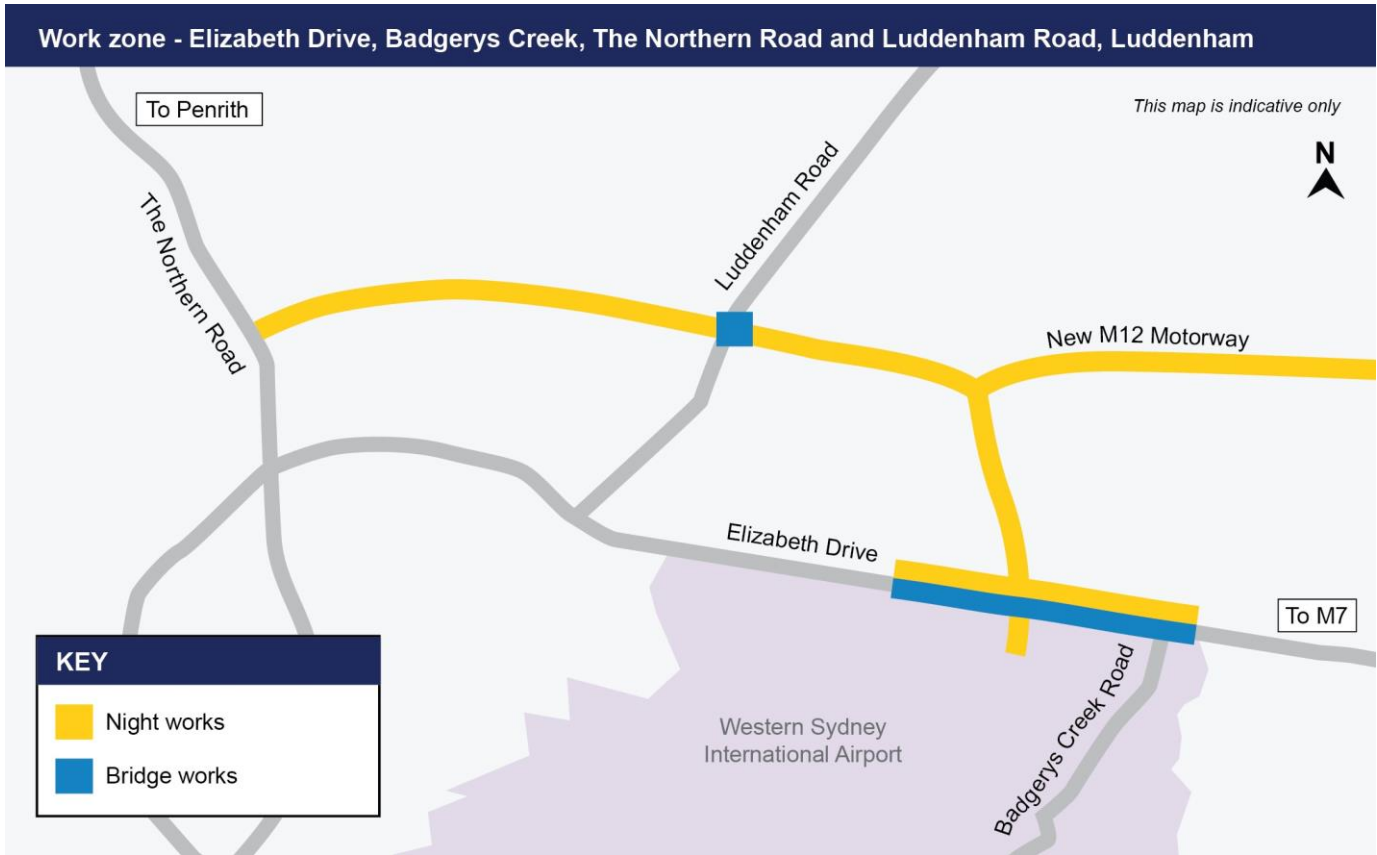 Work zone - Elizabeth Drive, Badgerys Creek, The Northern Road and Luddenham Road, Luddenham
To Penrith
This map is indicative only
N
The Northern Road
Luddenham Road
New M12 Motorway
Elizabeth Drive
To M7
Badgerys Creek Road
Western Sydney
International Airport
KEY
Night works
Bridge works